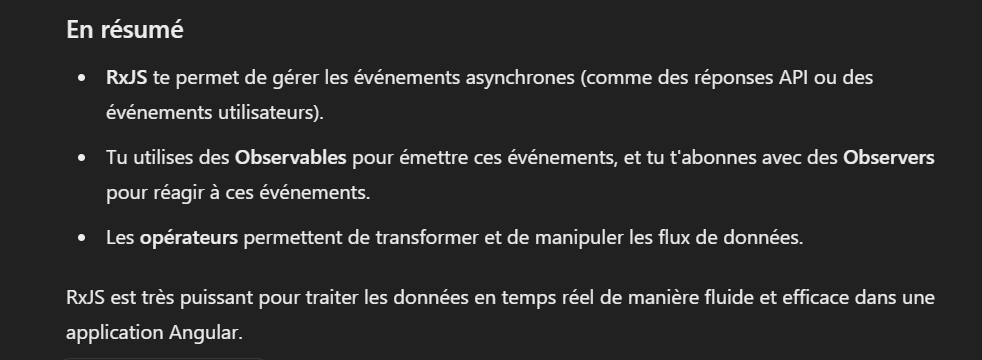 En résumé
• RxJS te permet de gérer les événements asynchrones (comme des réponses API ou des
événements utilisateurs).
• Tu utilises des Observables pour émettre ces événements, et tu t'abonnes avec des Observers
pour réagir à ces événements.
• Les opérateurs permettent de transformer et de manipuler les flux de données.
RxJS est très puissant pour traiter les données en temps réel de manière fluide et efficace dans une
application Angular.